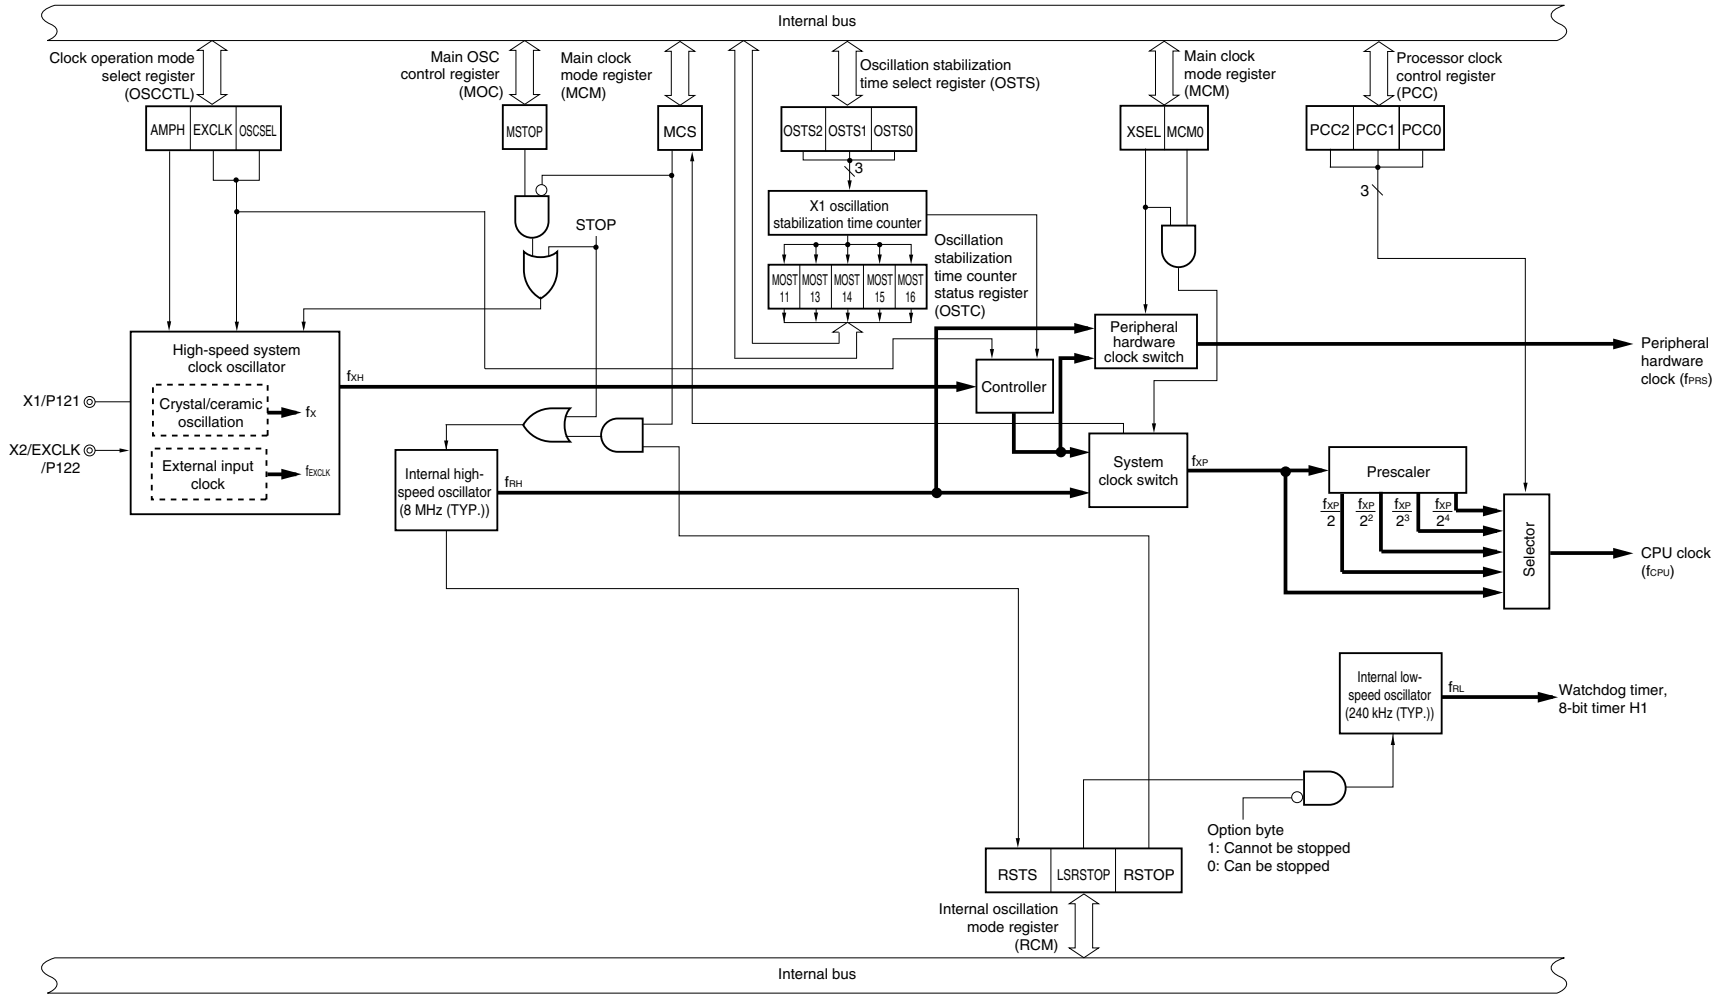 Internal bus
Clock operation mode
select register
(OSCCTL)
Main OSC
control register
(MOC)
Main clock
mode register
(MCM)
Oscillation stabilization
time select register (OSTS)
Main clock
mode register
(MCM)
Processor clock
control register
(PCC)
AMPH EXCLK OSCSEL
MSTOP
MCS
OSTS2 OSTS1 OSTS0
XSEL MCM0
PCC2 PCC1 PCC0
3
3
STOP
X1 oscillation
stabilization time counter
Oscillation
stabilization
time counter
status register
(OSTC)
MOST 11
MOST 13
MOST 14
MOST 15
MOST 16
High-speed system
clock oscillator
Crystal/ceramic
oscillation
fX
External input
clock
fEXCLK
X1/P121
X2/EXCLK
/P122
fXH
Controller
Peripheral
hardware
clock switch
Peripheral
hardware
clock (fPRS)
Internal high-
speed oscillator
(8 MHz (TYP.))
fRH
System
clock switch
fXP
Prescaler
fXP/2
fXP/2²
fXP/2³
fXP/2⁴
Selector
CPU clock
(fCPU)
Internal low-
speed oscillator
(240 kHz (TYP.))
fRL
Watchdog timer,
8-bit timer H1
Option byte
1: Cannot be stopped
0: Can be stopped
RSTS LSRSTOP RSTOP
Internal oscillation
mode register
(RCM)
Internal bus